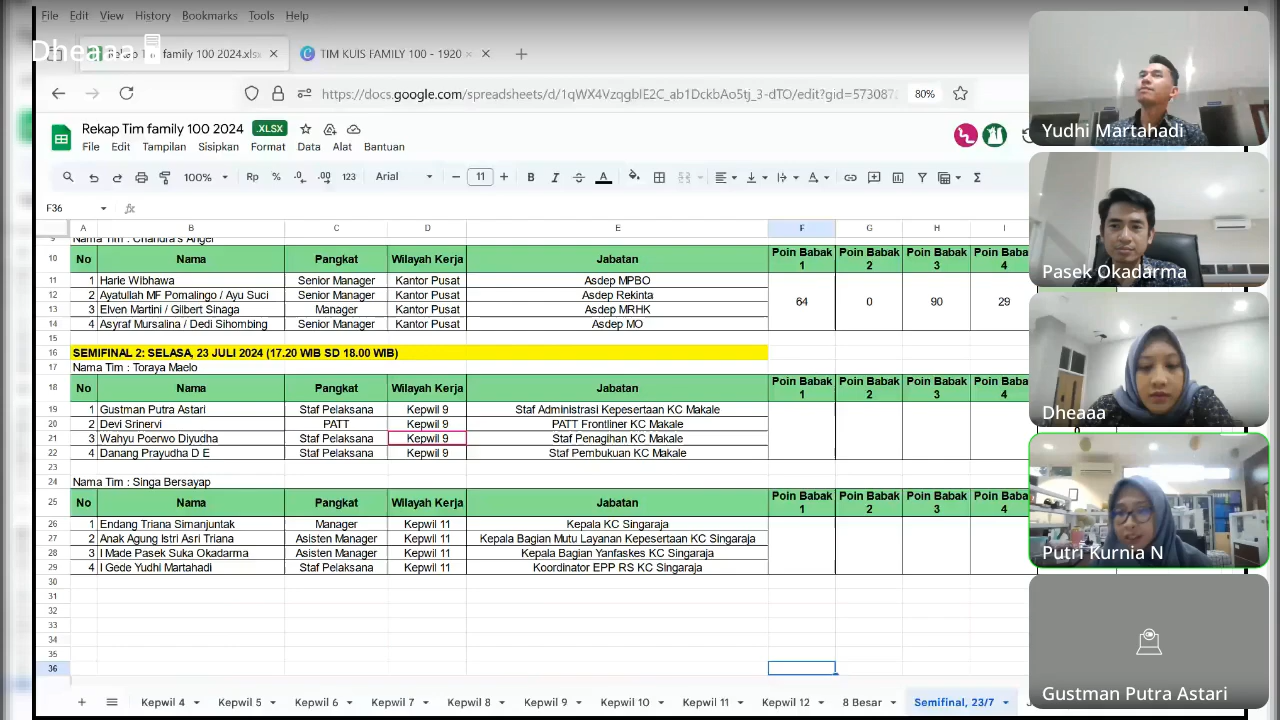 File Edit View History Bookmarks Tools Help
Dheaaa
Rekap Tim family 100 2024.xls
TIM KUIS FAMILY 100 - 1920 ×
80%
Rekap Tim family 100 2024 .XLSX
File Edit Tampilan Sisipkan Format Data Alat Bantuan
100% Rp % .0 .00 123 Arial 11 B I A
F36 fx
A B C D E F G H I
9 Nama Tim : Chandra's Angel
10 No Nama Pangkat Wilayah Kerja Jabatan Poin Babak 1 Poin Babak 2 Poin Babak 3 Poin Baba 4
11 1 Harie Wibhawa Senior Manager Kantor Pusat Asdep MPBO 64 0 90 29
12 2 Ayatullah MF Pomalingo / Ayu Suci Senior Manager Kantor Pusat Asdep Rekinta
13 3 Elven Martini / Gilbert Sinaga Manager Kantor Pusat Asdep MRHK
14 4 Asyraf Mursalina / Dedi Sihombing Senior Manager Kantor Pusat Asdep MO
15
16 SEMIFINAL 2: SELASA, 23 JULI 2024 (17.20 WIB SD 18.00 WIB)
17 Nama Tim : Toraya Maelo
18 No Nama Pangkat Wilayah Kerja Jabatan Poin Babak 1 Poin Babak 2 Poin Babak 3 Poin Baba 4
19 1 Gustman Putra Astari Staf Pelaksana Kepwil 9 Staf Administrasi Kepesertaan KC Makale
20 2 Devi Srinervi PATT Kepwil 9 PATT Frontliner KC Makale
21 3 Wahyu Poerwo Diyudha Staf Pelaksana Kepwil 9 Staf Penagihan KC Makale
22 4 Danang Prayudha D E Staf Pelaksana Kepwil 9 Staf Pembukuan KC Makale
23
24 Nama Tim : Singa Bersayap
25 No Nama Pangkat Wilayah Kerja Jabatan Poin Babak 1 Poin Babak 2 Poin Babak 3 Poin Baba 4
26 1 Endang Triana Simanjuntak Manager Kepwil 11 Kepala KC Singaraja
27 2 Anak Agung Istri Asri Triana Asisten Manager Kepwil 11 Kepala Bagian Mutu Layanan Kepesertaan KC Singaraja
28 3 I Made Pasek Suka Okadarma Asisten Manager Kepwil 11 Kepala Bagian Yanfaskes KC Singaraja
29 4 I Gede Yudhi Martahadi Staf Pelaksana Kepwil 11 Koordinator EPP RS KC Singaraja
30
31
32
33
34
35
36
Kepwil 4 Kepwil 5 Kepwil 6 Kepwil 7 Kepwil 8 Kepwil 9 Kepwil 10 Kepwil 11 Kepwil 12 8 Besar Semifinal, 23/7
Yudhi Martahadi
Pasek Okadarma
Dheaaa
Putri Kurnia N
Gustman Putra Astari